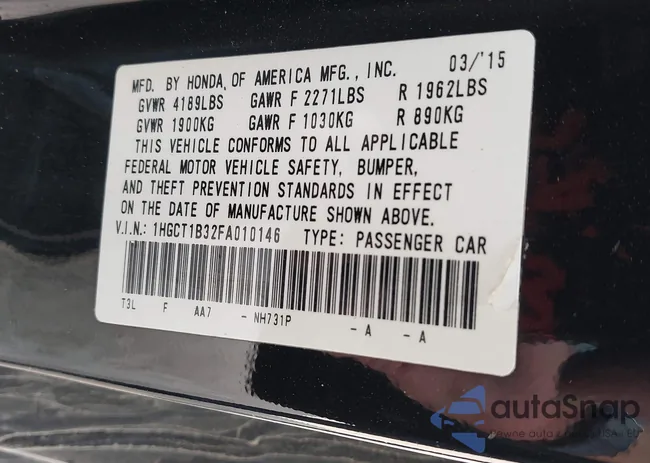 MFD. BY HONDA OF AMERICA MFG., INC. 03/'15
GVWR 4189LBS GAWR F 2271LBS R 1962LBS
GVWR 1900KG GAWR F 1030KG R 890KG
THIS VEHICLE CONFORMS TO ALL APPLICABLE
FEDERAL MOTOR VEHICLE SAFETY, BUMPER,
AND THEFT PREVENTION STANDARDS IN EFFECT
ON THE DATE OF MANUFACTURE SHOWN ABOVE.
V.I.N.: 1HGCT1B32FA010146 TYPE: PASSENGER CAR
T3L F AA7 - NH731P - A - A
autaSnap